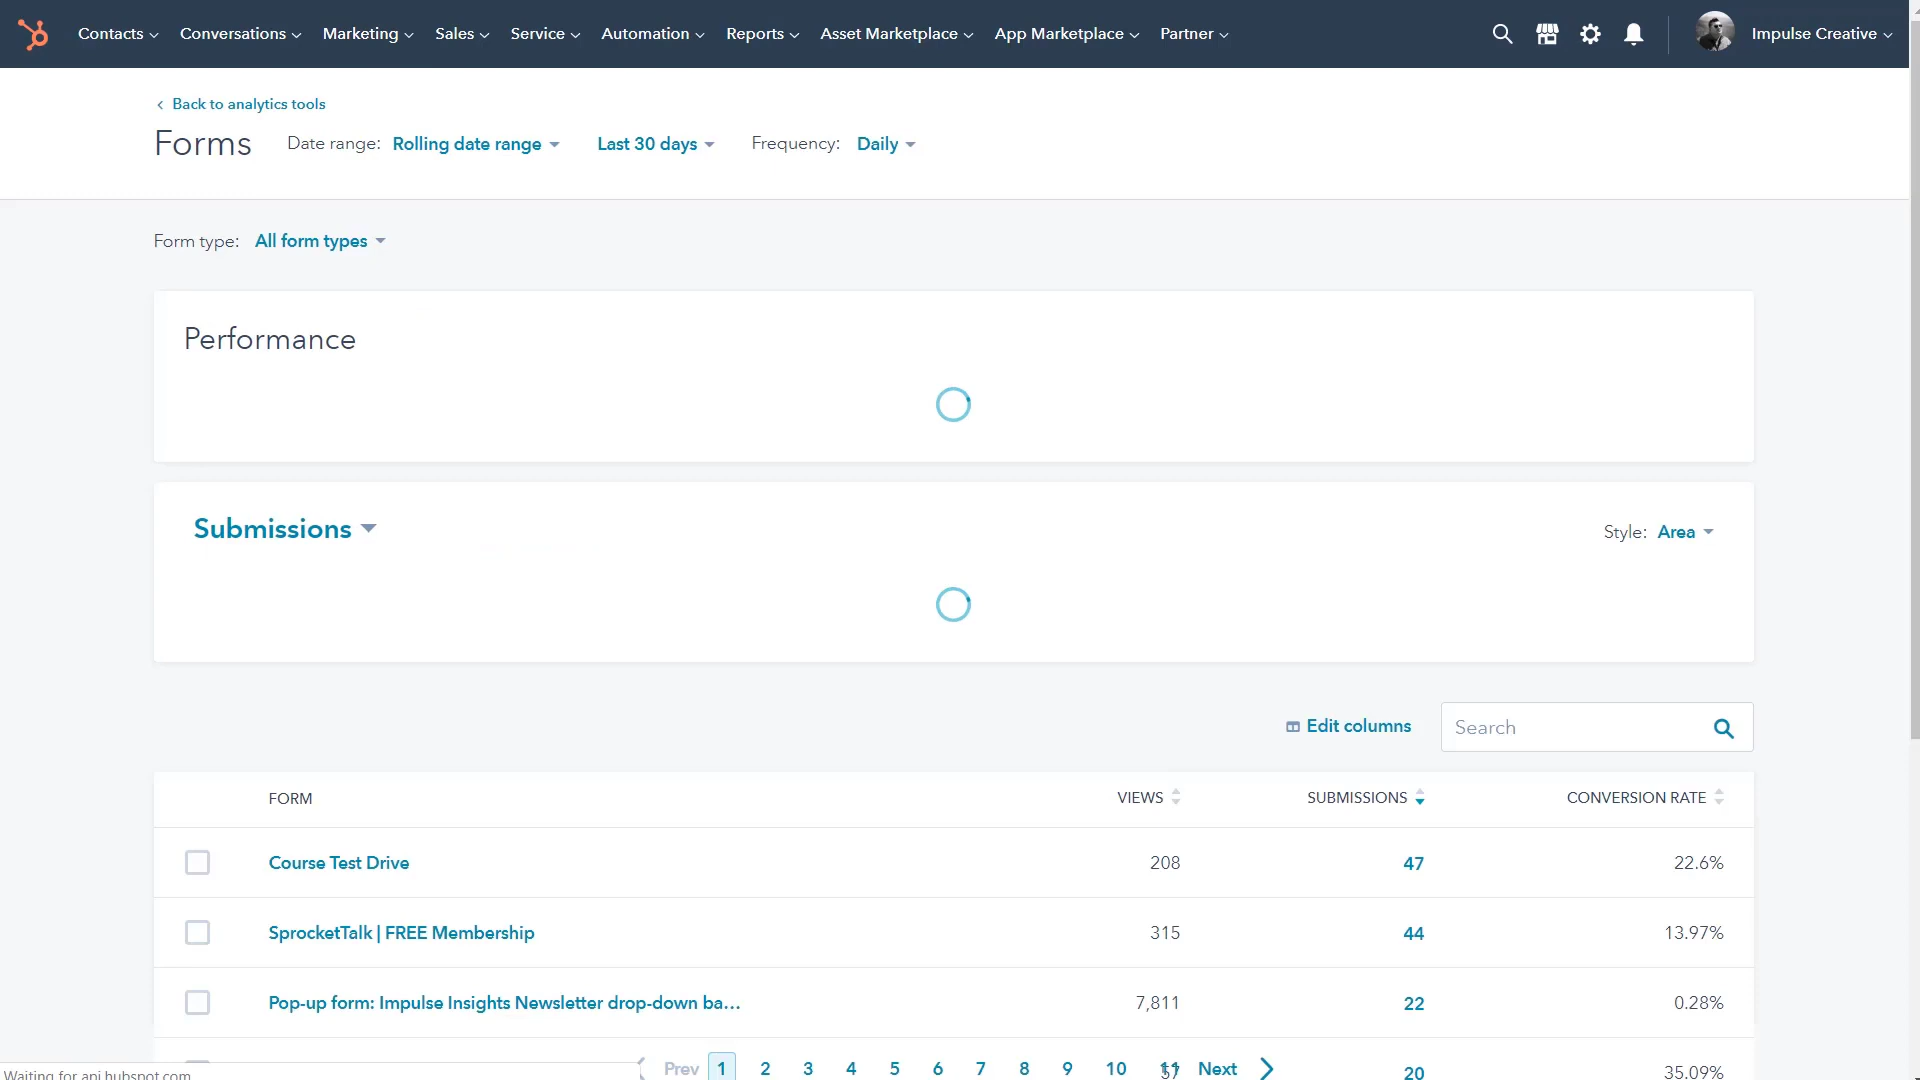 Contacts Conversations Marketing Sales Service Automation Reports Asset Marketplace App Marketplace Partner Impulse Creative
Back to analytics tools
Forms Date range: Rolling date range Last 30 days Frequency: Daily
Form type: All form types
Performance
Submissions Style: Area
Edit columns Search
FORM VIEWS SUBMISSIONS CONVERSION RATE
Course Test Drive 208 47 22.6%
SprocketTalk | FREE Membership 315 44 13.97%
Pop-up form: Impulse Insights Newsletter drop-down ba… 7,811 22 0.28%
Prev 1 2 3 4 5 6 7 8 9 10 11 Next
57 20 35.09%
Waiting for api.hubspot.com